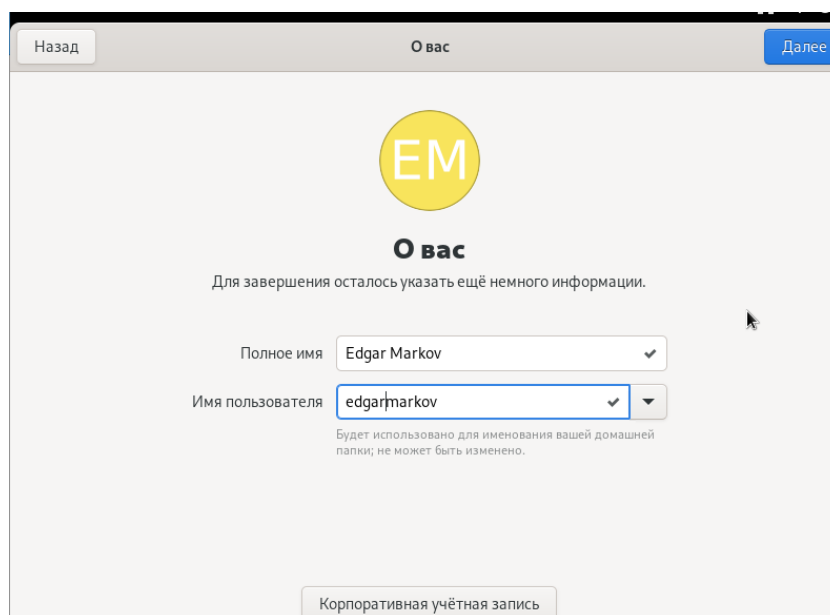 Назад
О вас
Далее
EM
О вас
Для завершения осталось указать ещё немного информации.
Полное имя
Edgar Markov
Имя пользователя
edgarmarkov
Будет использовано для именования вашей домашней
папки; не может быть изменено.
Корпоративная учётная запись